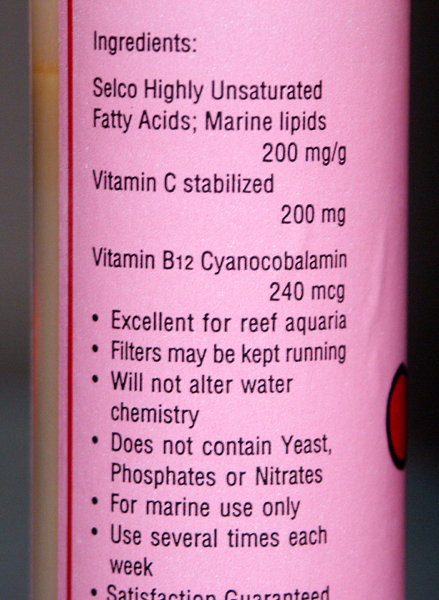 Ingredients:
Selco Highly Unsaturated
Fatty Acids; Marine lipids
200 mg/g
Vitamin C stabilized
200 mg
Vitamin B12 Cyanocobalamin
240 mcg
• Excellent for reef aquaria
• Filters may be kept running
• Will not alter water
chemistry
• Does not contain Yeast,
Phosphates or Nitrates
• For marine use only
• Use several times each
week
• Satisfaction Guaranteed